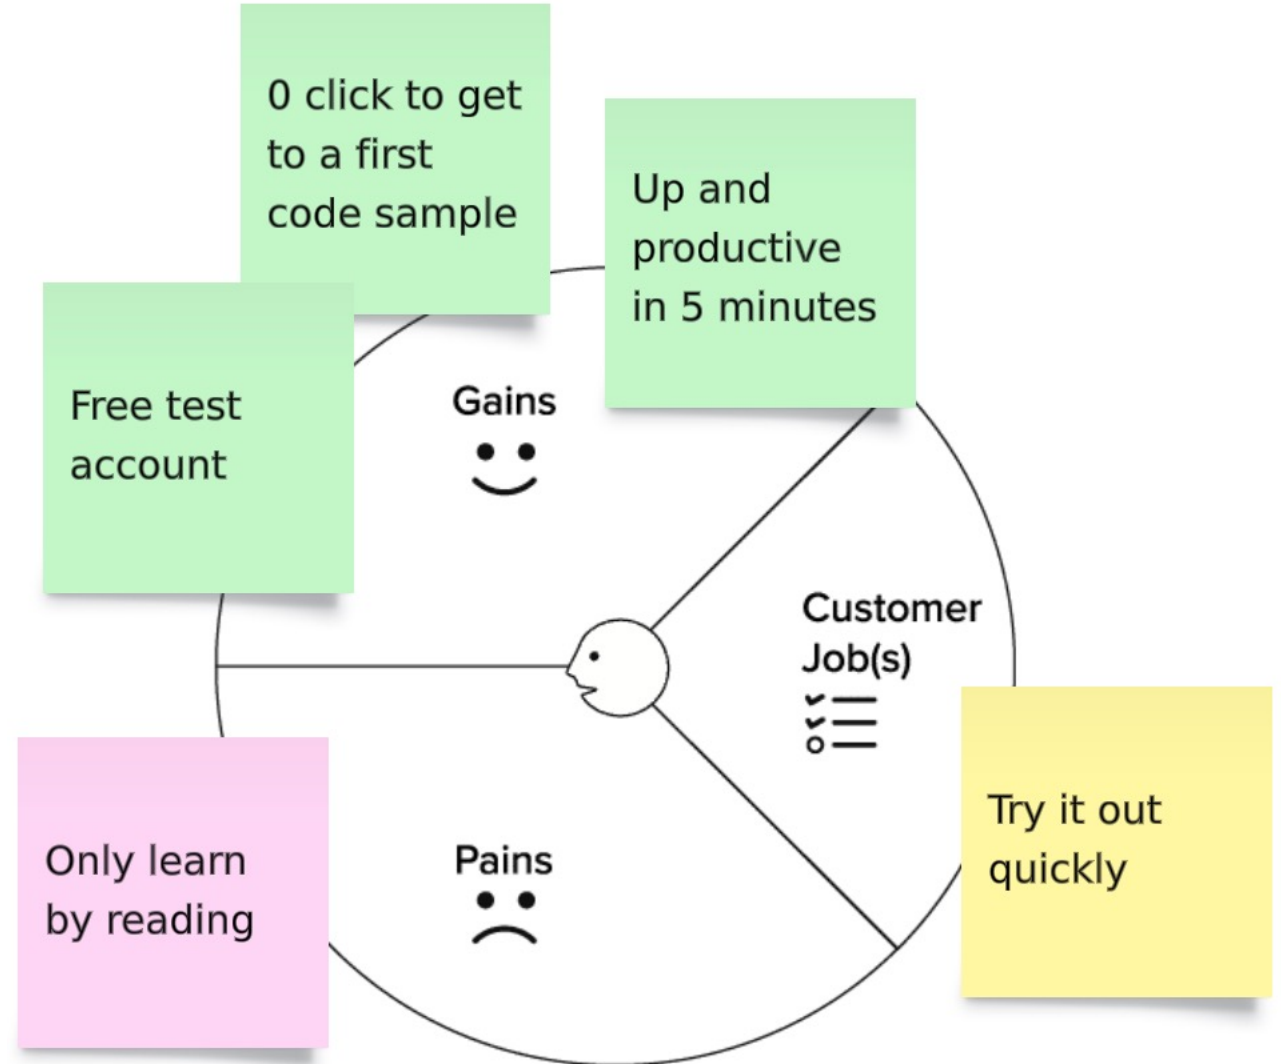 0 click to get
to a first
code sample
Up and
productive
in 5 minutes
Free test
account
Gains
Customer
Job(s)
Try it out
quickly
Pains
Only learn
by reading